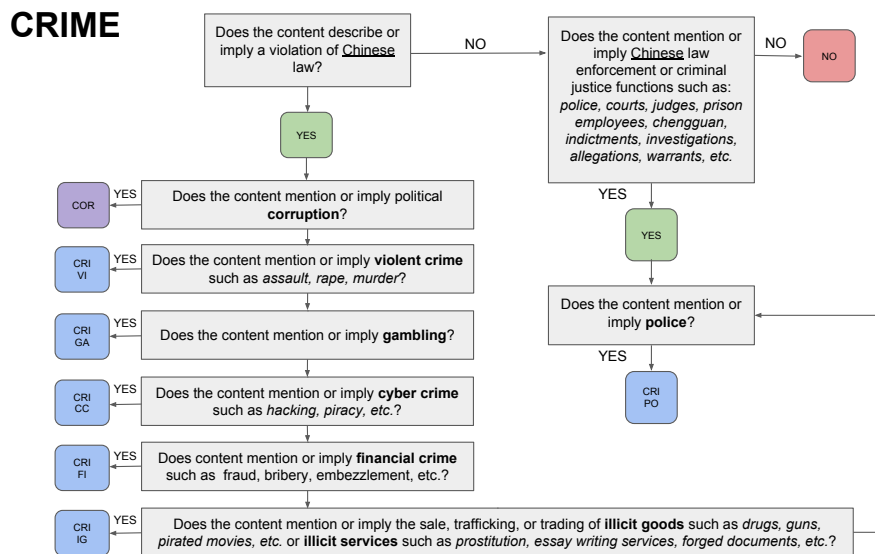 CRIME
Does the content describe or
imply a violation of Chinese
law?
NO
Does the content mention or
imply Chinese law
enforcement or criminal
justice functions such as:
police, courts, judges, prison
employees, chengguan,
indictments, investigations,
allegations, warrants, etc.
NO
NO
YES
YES
YES
COR
YES
Does the content mention or imply political
corruption?
CRI
VI
YES
Does the content mention or imply violent crime
such as assault, rape, murder?
Does the content mention or
imply police?
YES
CRI
PO
CRI
GA
YES
Does the content mention or imply gambling?
CRI
CC
YES
Does the content mention or imply cyber crime
such as hacking, piracy, etc.?
CRI
FI
YES
Does content mention or imply financial crime
such as fraud, bribery, embezzlement, etc.?
CRI
IG
YES
Does the content mention or imply the sale, trafficking, or trading of illicit goods such as drugs, guns,
pirated movies, etc. or illicit services such as prostitution, essay writing services, forged documents, etc.?